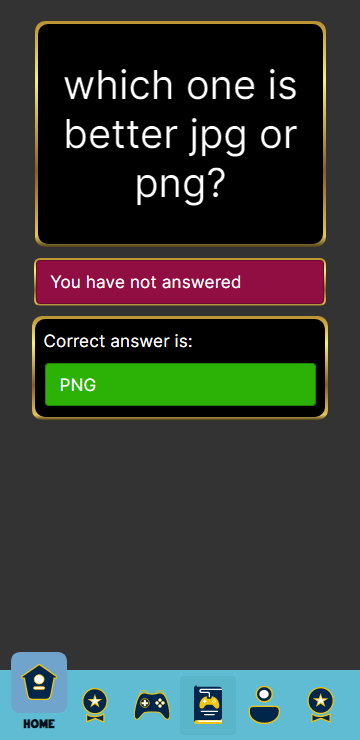 which one is
better jpg or
png?
You have not answered
Correct answer is:
PNG
HOME